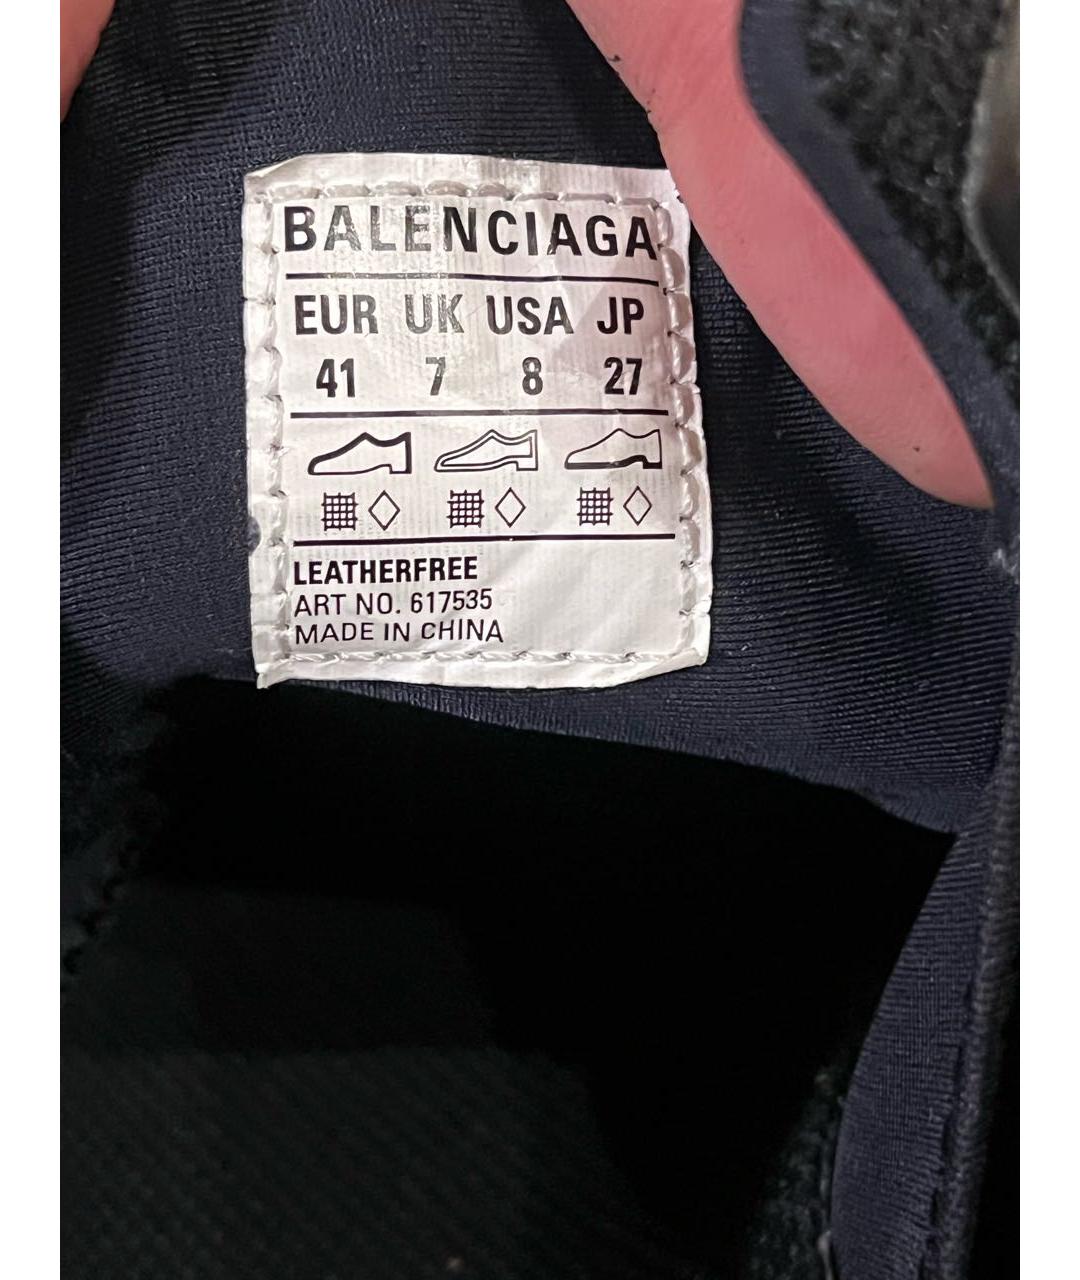 BALENCIAGA
EUR UK USA JP
41 7 8 27
LEATHERFREE
ART NO. 617535
MADE IN CHINA